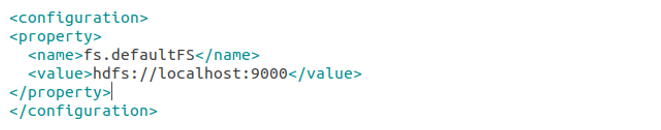 <configuration>
<property>
  <name>fs.defaultFS</name>
  <value>hdfs://localhost:9000</value>
</property>
</configuration>